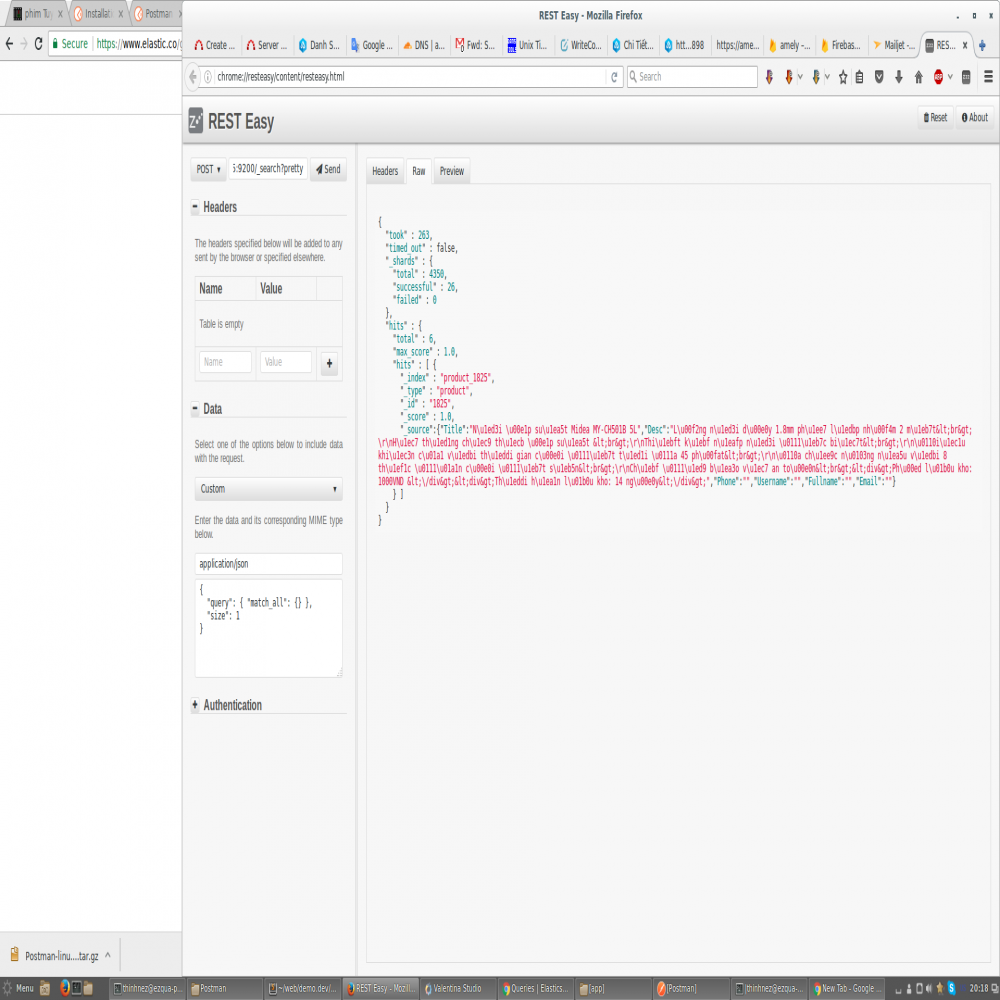 REST Easy - Mozilla Firefox
phim Tuy
Installat
Postman
Create ...
Server ...
Danh S...
Google ...
DNS | a...
Fwd: S...
Unix Ti...
WriteCo...
Chi Tiết...
htt...898
https://ame...
amely -...
Firebas...
Mailjet -...
RES...
Secure
https://www.elastic.co/
chrome://resteasy/content/resteasy.html
Search
REST Easy
Reset
About
POST
:9200/_search?pretty
Send
Headers
The headers specified below will be added to any
sent by the browser or specified elsewhere.
Name Value
Table is empty
Name Value +
Data
Select one of the options below to include data
with the request.
Custom
Enter the data and its corresponding MIME type
below.
application/json
{
"query": { "match_all": {} },
"size": 1
}
Authentication
Headers Raw Preview
{
"took" : 263,
"timed_out" : false,
"_shards" : {
"total" : 4350,
"successful" : 26,
"failed" : 0
},
"hits" : {
"total" : 6,
"max_score" : 1.0,
"hits" : [ {
"_index" : "product_1825",
"_type" : "product",
"_id" : "1825",
"_score" : 1.0,
"_source":{"Title":"N\u1ed3i \u00e1p su\u1ea5t Midea MY-CH501B 5L","Desc":"L\u00f2ng n\u1ed3i d\u00e0y 1.8mm ph\u1ee7 l\u1edbp nh\u00f4m 2 m\u1eb7t&lt;br&gt;
\r\nH\u1ec7 th\u1ed1ng ch\u1ec9 th\u1ecb \u00e1p su\u1ea5t &lt;br&gt;\r\nThi\u1ebft k\u1ebf n\u1eafp n\u1ed3i \u0111\u1eb7c bi\u1ec7t&lt;br&gt;\r\n\u0110i\u1ec1u
khi\u1ec3n c\u01a1 v\u1edbi th\u1eddi gian c\u00e0i \u0111\u1eb7t t\u1ed1i \u0111a 45 ph\u00fat&lt;br&gt;\r\n\u0110a ch\u1ee9c n\u0103ng n\u1ea5u v\u1edbi 8
th\u1ef1c \u0111\u01a1n c\u00e0i \u0111\u1eb7t s\u1eb5n&lt;br&gt;\r\nCh\u1ebf \u0111\u1ed9 b\u1ea3o v\u1ec7 an to\u00e0n&lt;br&gt;&lt;div&gt;Ph\u00ed l\u01b0u kho:
1000VND &lt;\/div&gt;&lt;div&gt;Th\u1eddi h\u1ea1n l\u01b0u kho: 14 ng\u00e0y&lt;\/div&gt;","Phone":"","Username":"","Fullname":"","Email":""}
} ]
}
}
Postman-linu....tar.gz
Menu
thinhnez@ezqua-p...
Postman
~/web/demo.dev/...
REST Easy - Mozill...
Valentina Studio
Queries | Elastics...
[app]
[Postman]
thinhnez@ezqua-...
New Tab - Google ...
20:18